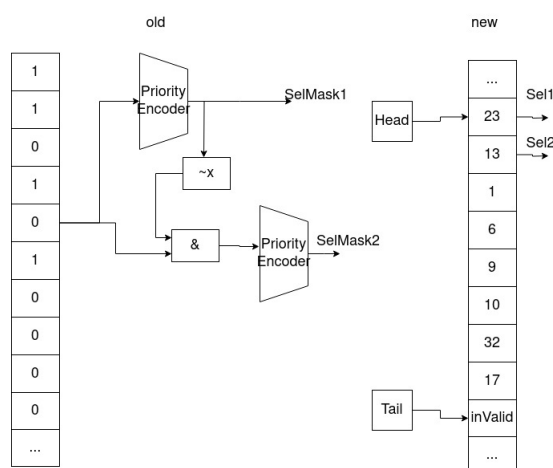 old
new
1
1
0
1
0
1
0
0
0
0
...
Priority
Encoder
SelMask1
~x
&
Priority
Encoder
SelMask2
Head
Tail
...
23
13
1
6
9
10
32
17
inValid
...
Sel1
Sel2